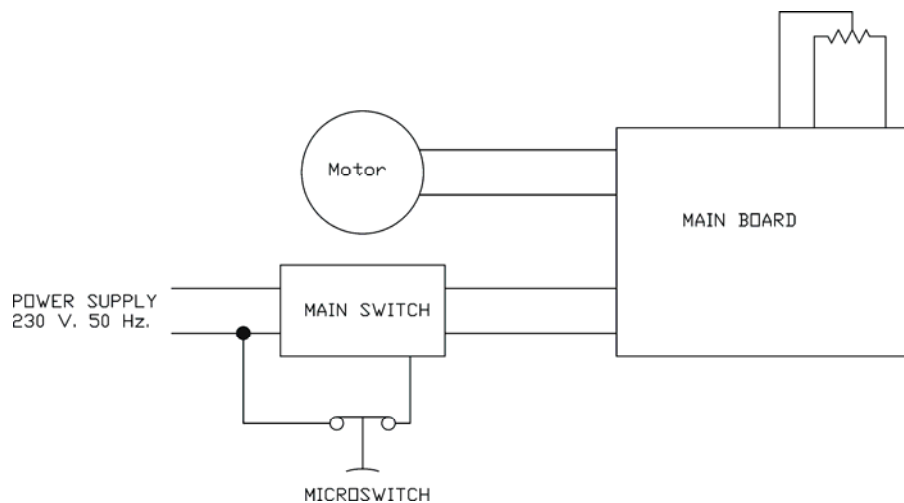 Motor
MAIN BOARD
POWER SUPPLY
230 V. 50 Hz.
MAIN SWITCH
MICROSWITCH